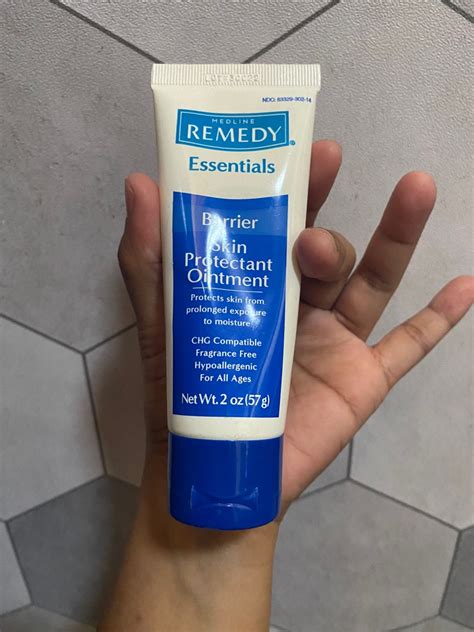 MEDLINE
REMEDY
Essentials
Barrier
Skin
Protectant
Ointment
Protects skin from
prolonged exposure
to moisture
CHG Compatible
Fragrance Free
Hypoallergenic
For All Ages
Net Wt. 2 oz (57g)